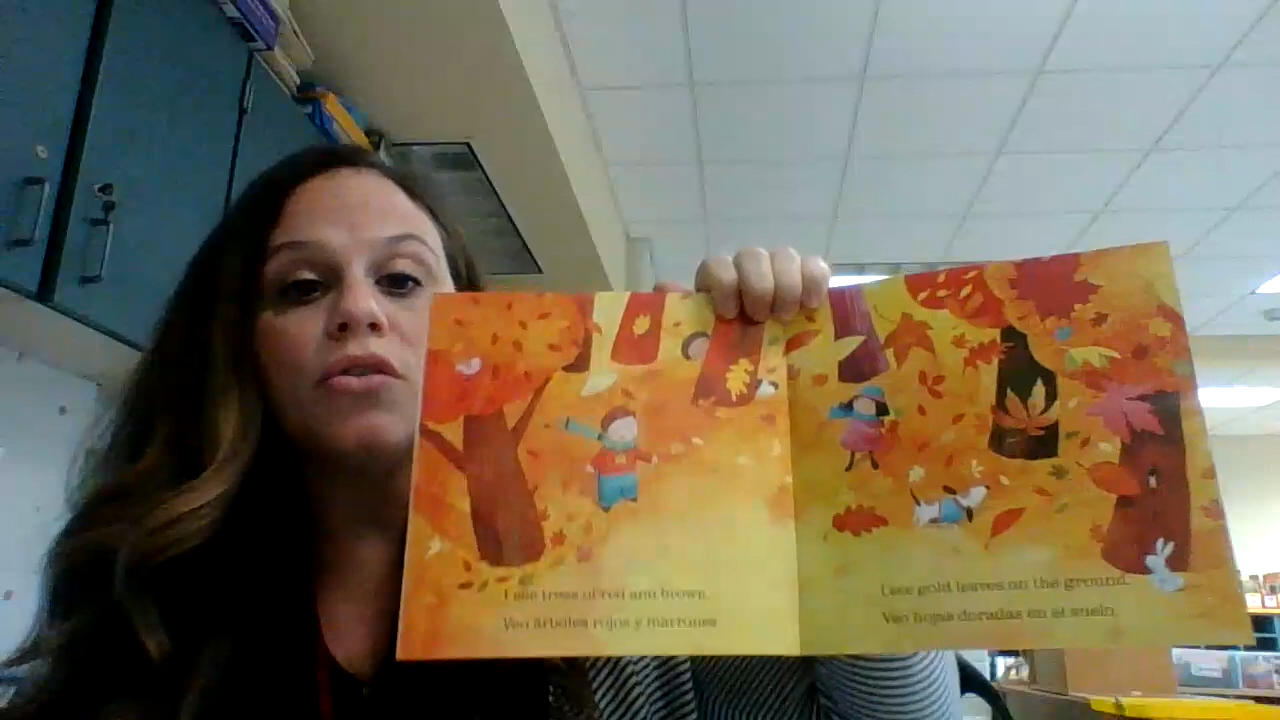 I see trees of red and brown.
Veo árboles rojos y marrones
I see gold leaves on the ground.
Veo hojas doradas en el suelo.